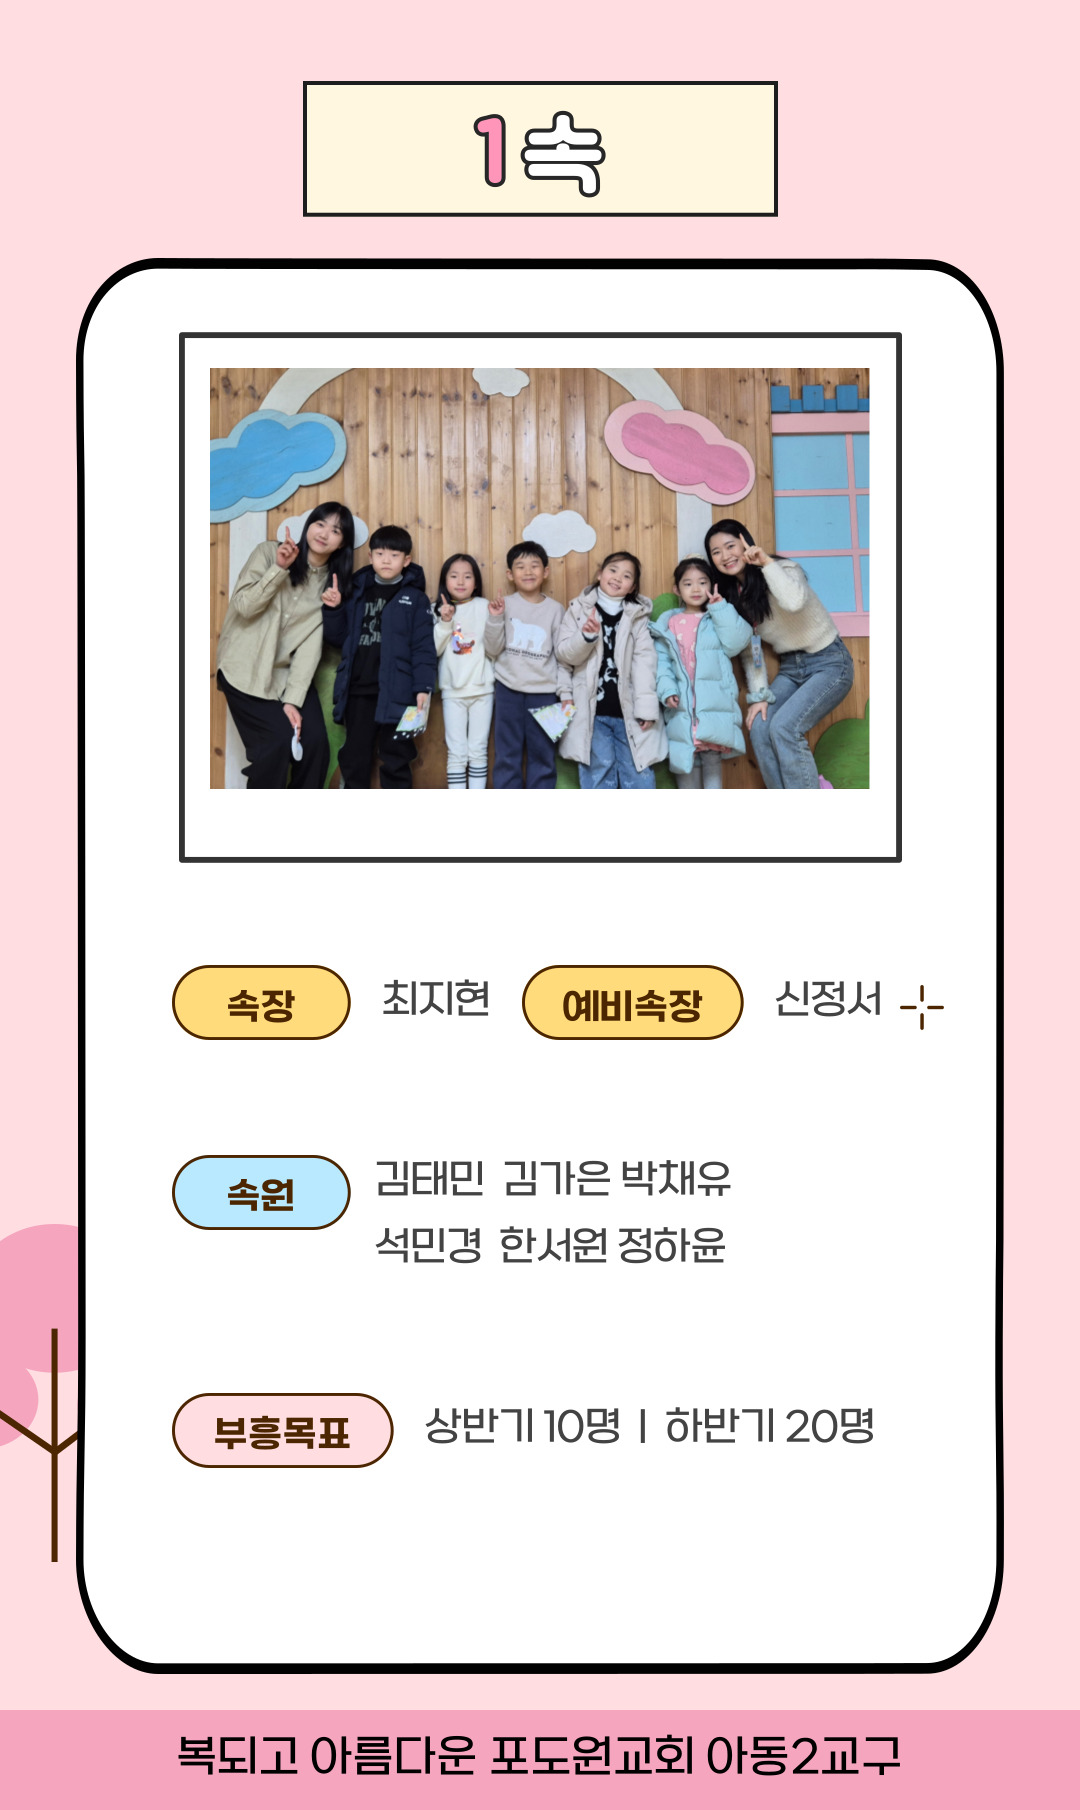 1속
속장 최지현 예비속장 신정서
속원 김태민 김가은 박채유
석민경 한서원 정하윤
부흥목표 상반기 10명 | 하반기 20명
복되고 아름다운 포도원교회 아동2교구